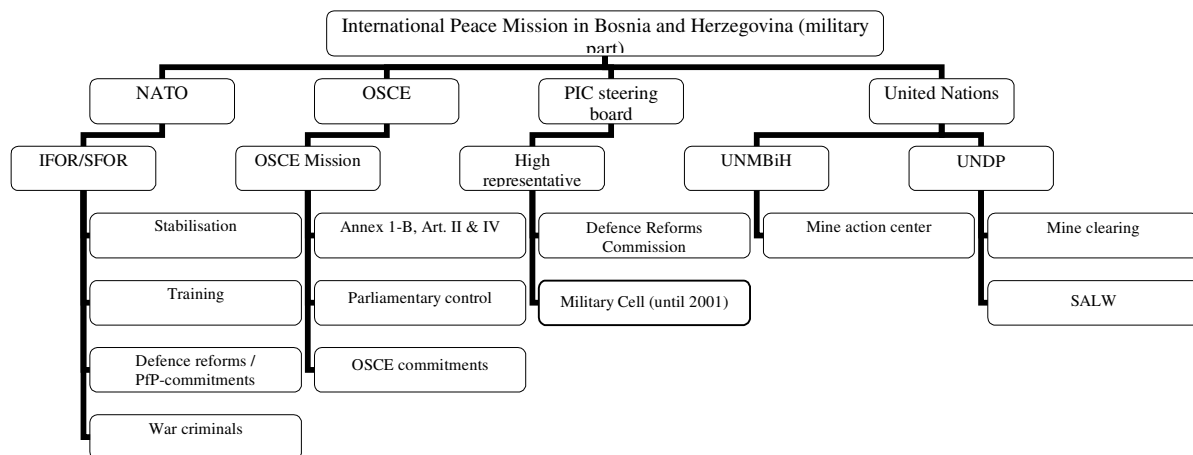 International Peace Mission in Bosnia and Herzegovina (military
part)
NATO
OSCE
PIC steering
board
United Nations
IFOR/SFOR
OSCE Mission
High
representative
UNMBiH
UNDP
Stabilisation
Annex 1-B, Art. II & IV
Defence Reforms
Commission
Mine action center
Mine clearing
Training
Parliamentary control
Military Cell (until 2001)
SALW
Defence reforms /
PfP-commitments
OSCE commitments
War criminals